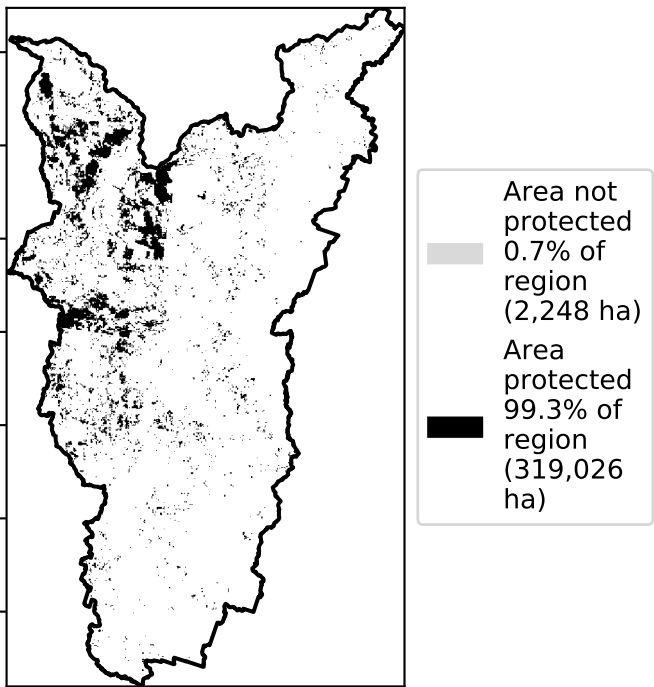 Area not
protected
0.7% of
region
(2,248 ha)
Area
protected
99.3% of
region
(319,026
ha)